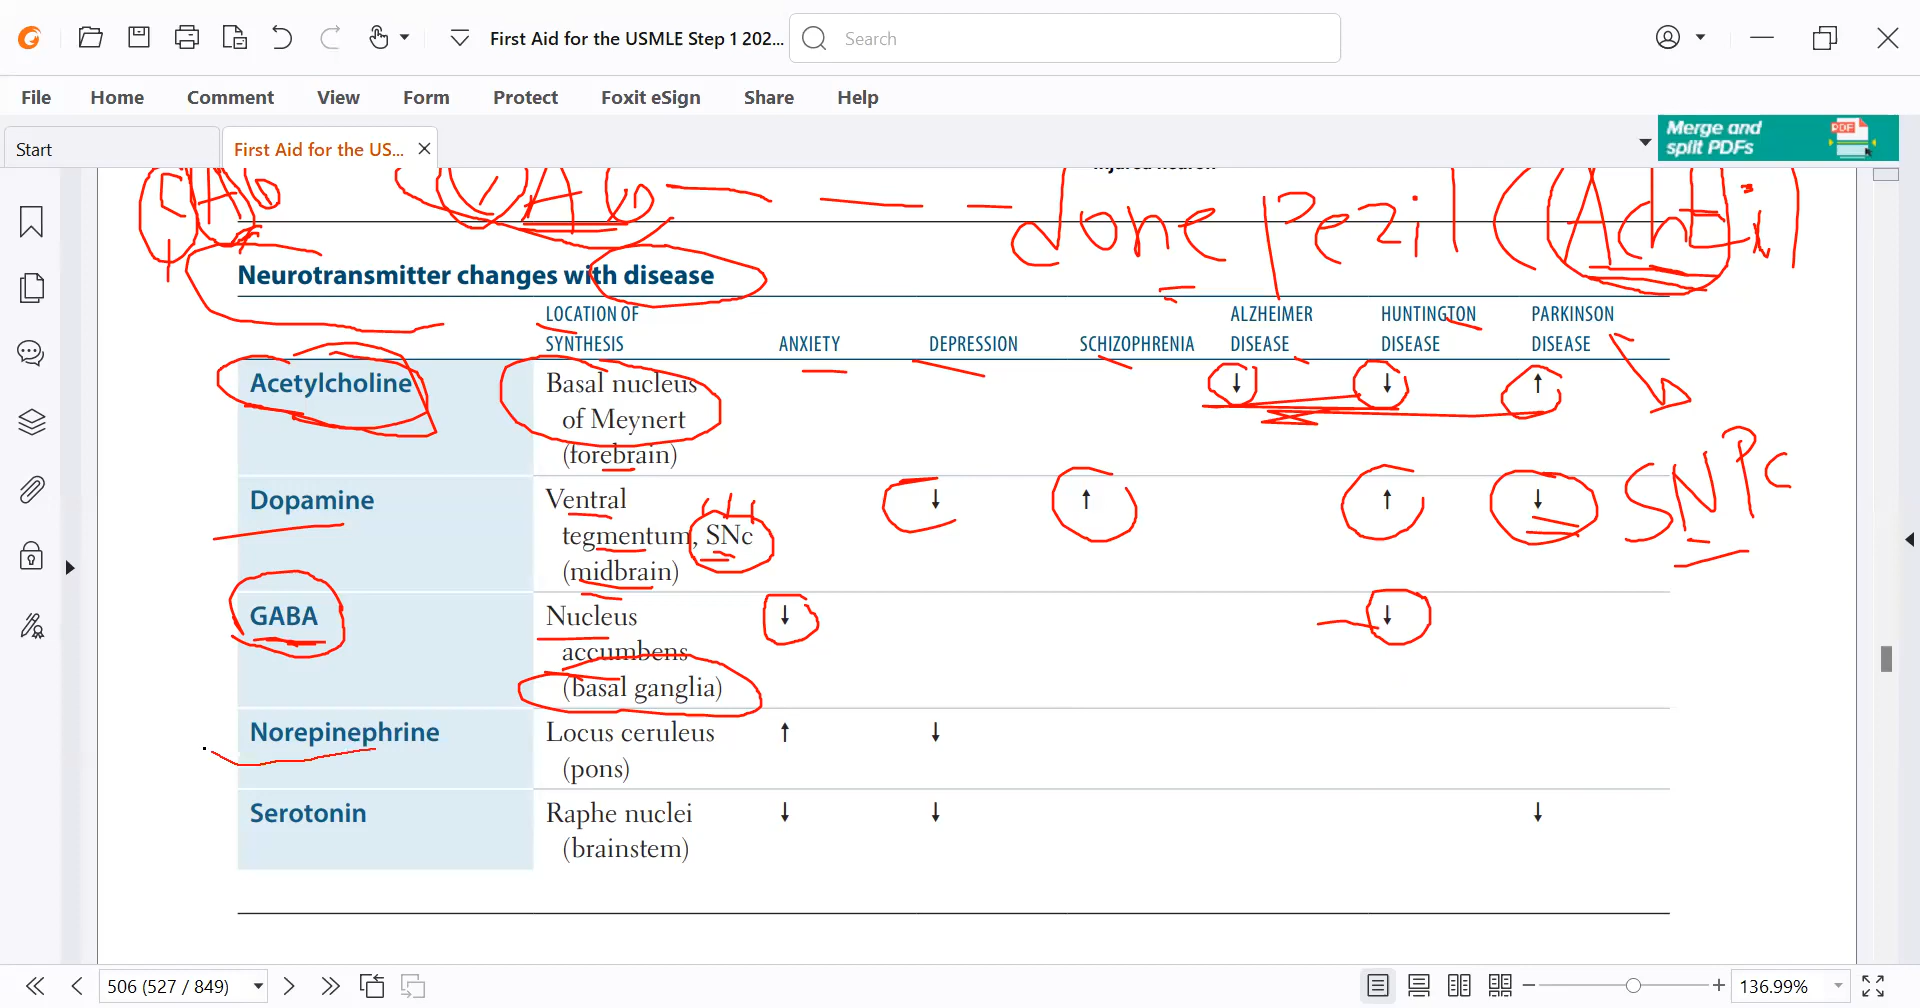 First Aid for the USMLE Step 1 202...
Search
File Home Comment View Form Protect Foxit eSign Share Help
Start
First Aid for the US...
Merge and
split PDFs
PDF
CAb
Ab
donepezil (AchEi)
Neurotransmitter changes with disease
LOCATION OF SYNTHESIS
ANXIETY
DEPRESSION
SCHIZOPHRENIA
ALZHEIMER DISEASE
HUNTINGTON DISEASE
PARKINSON DISEASE
Acetylcholine
Basal nucleus
of Meynert
(forebrain)
↓ ↓ ↑
SNPc
Dopamine
Ventral
tegmentum, SNc
(midbrain)
↓ ↑ ↑ ↓
GABA
Nucleus
accumbens
(basal ganglia)
↓ ↓
Norepinephrine
Locus ceruleus
(pons)
↑ ↓
Serotonin
Raphe nuclei
(brainstem)
↓ ↓ ↓
506 (527 / 849)
136.99%